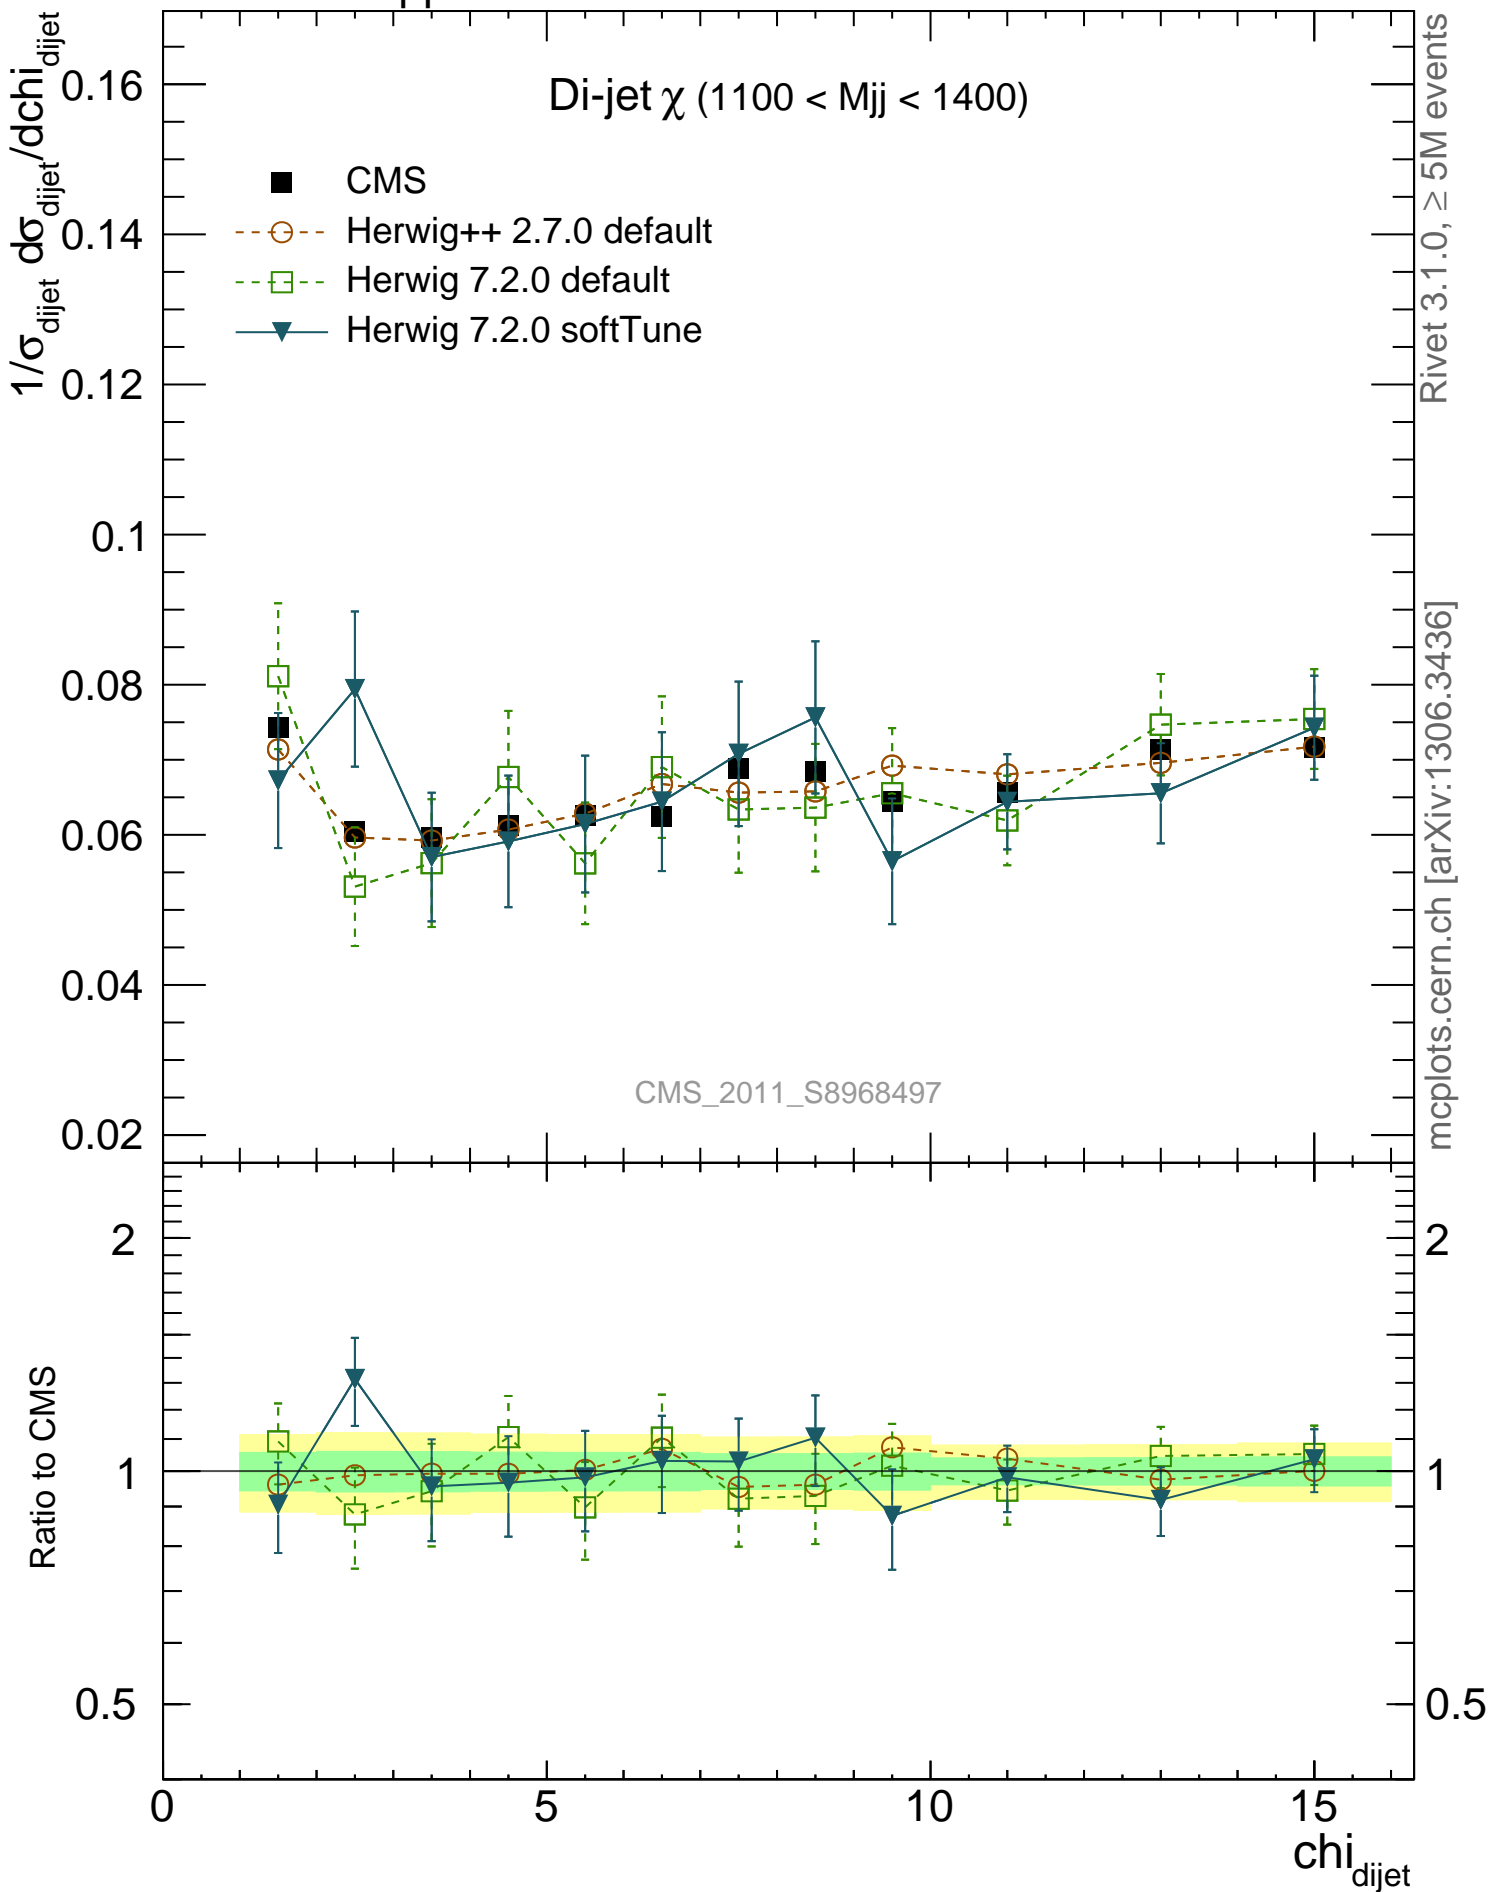 Di-jet χ (1100 < Mjj < 1400)
1/σdijet dσdijet/dchidijet
CMS
Herwig++ 2.7.0 default
Herwig 7.2.0 default
Herwig 7.2.0 softTune
0.16
0.14
0.12
0.1
0.08
0.06
0.04
0.02
CMS_2011_S8968497
Rivet 3.1.0, ≥ 5M events
mcplots.cern.ch [arXiv:1306.3436]
Ratio to CMS
2
1
0.5
2
1
0.5
0 5 10 15
chidijet